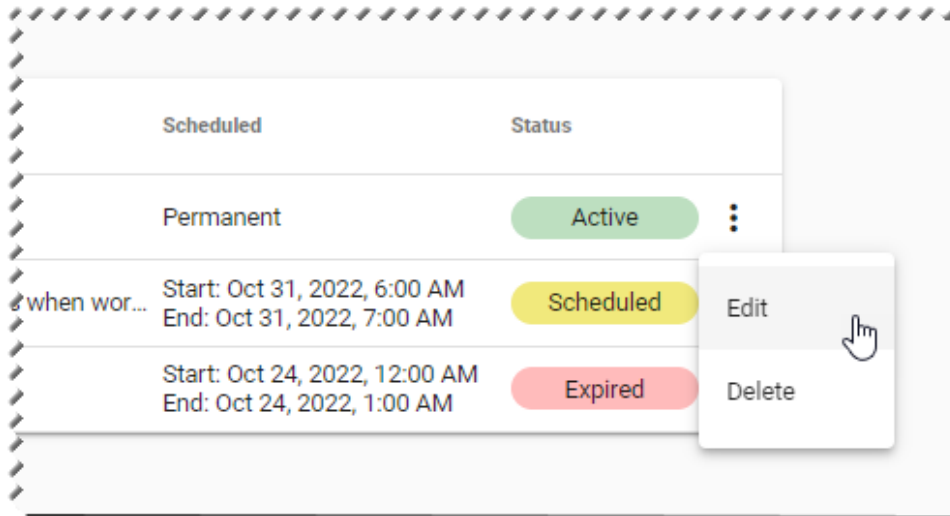 Scheduled Status
Permanent Active
when wor... Start: Oct 31, 2022, 6:00 AM
End: Oct 31, 2022, 7:00 AM Scheduled
Edit
Start: Oct 24, 2022, 12:00 AM
End: Oct 24, 2022, 1:00 AM Expired
Delete